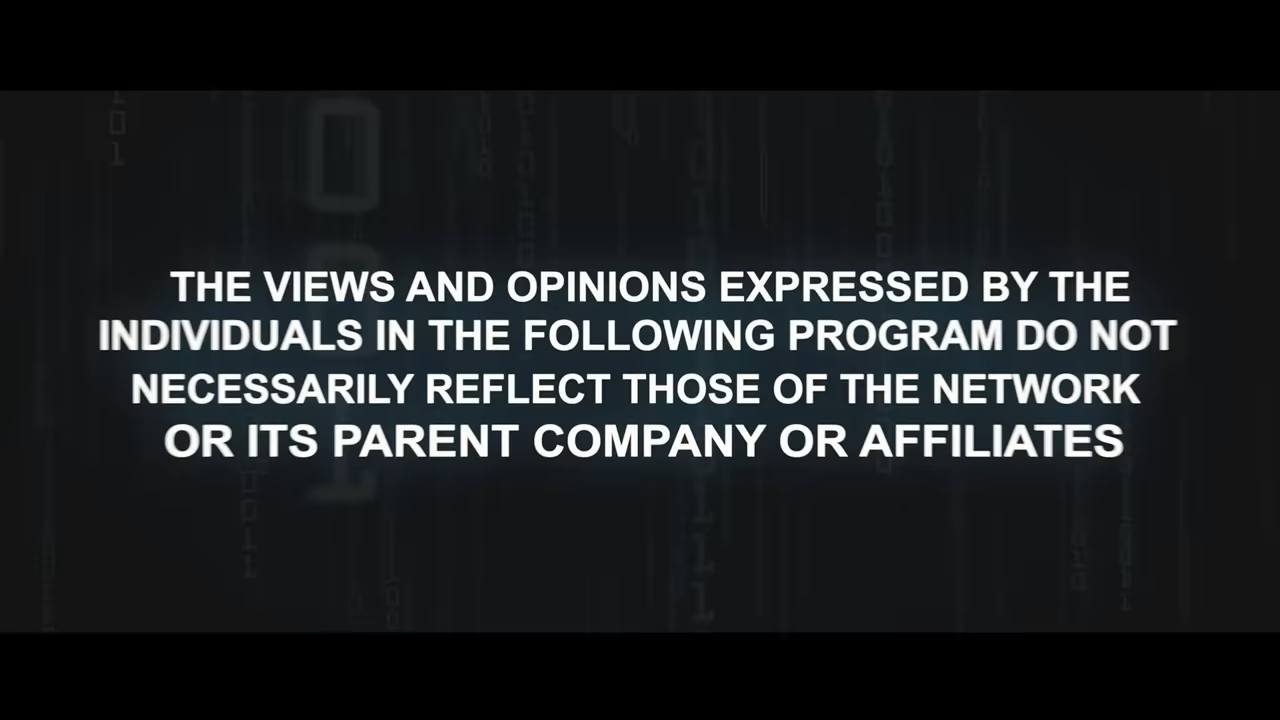 THE VIEWS AND OPINIONS EXPRESSED BY THE
INDIVIDUALS IN THE FOLLOWING PROGRAM DO NOT
NECESSARILY REFLECT THOSE OF THE NETWORK
OR ITS PARENT COMPANY OR AFFILIATES